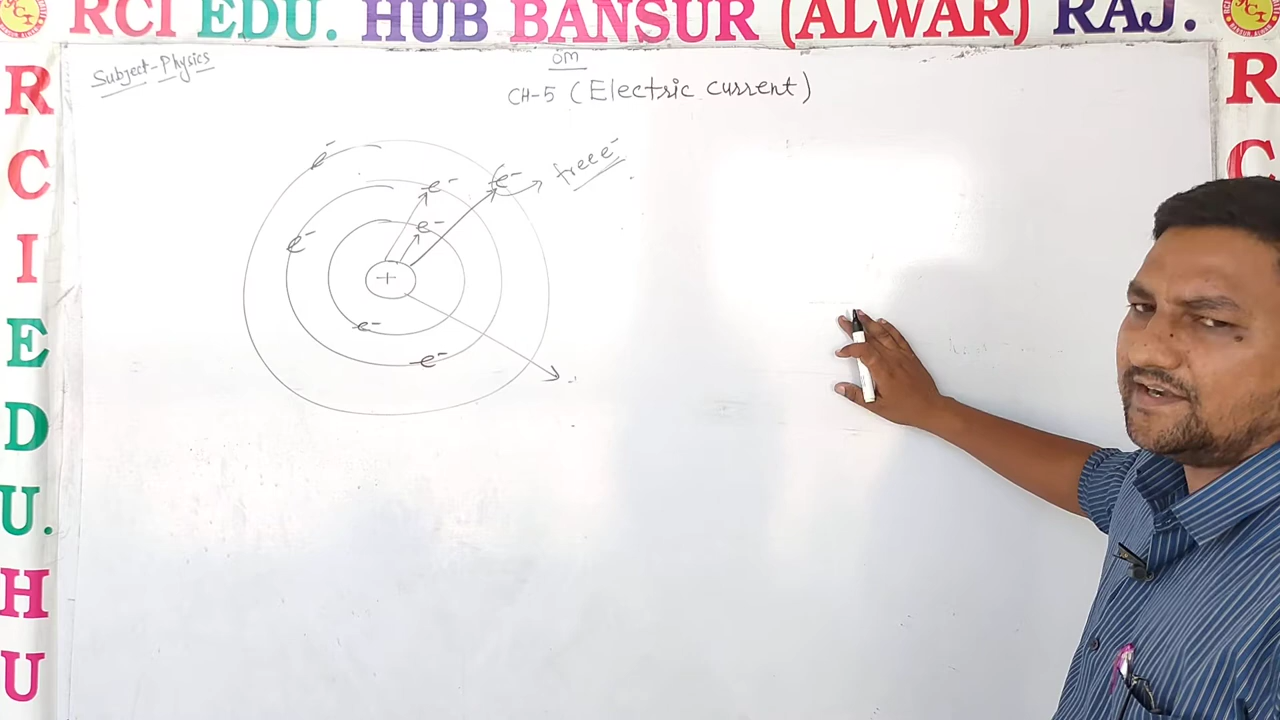 RCI EDU. HUB BANSUR (ALWAR) RAJ.
R
C
I
E
D
U.
H
U
R
C
Subject-Physics
om
CH-5 (Electric current)
e-
e-
e-
free e-
e-
e-
+
e-
e-